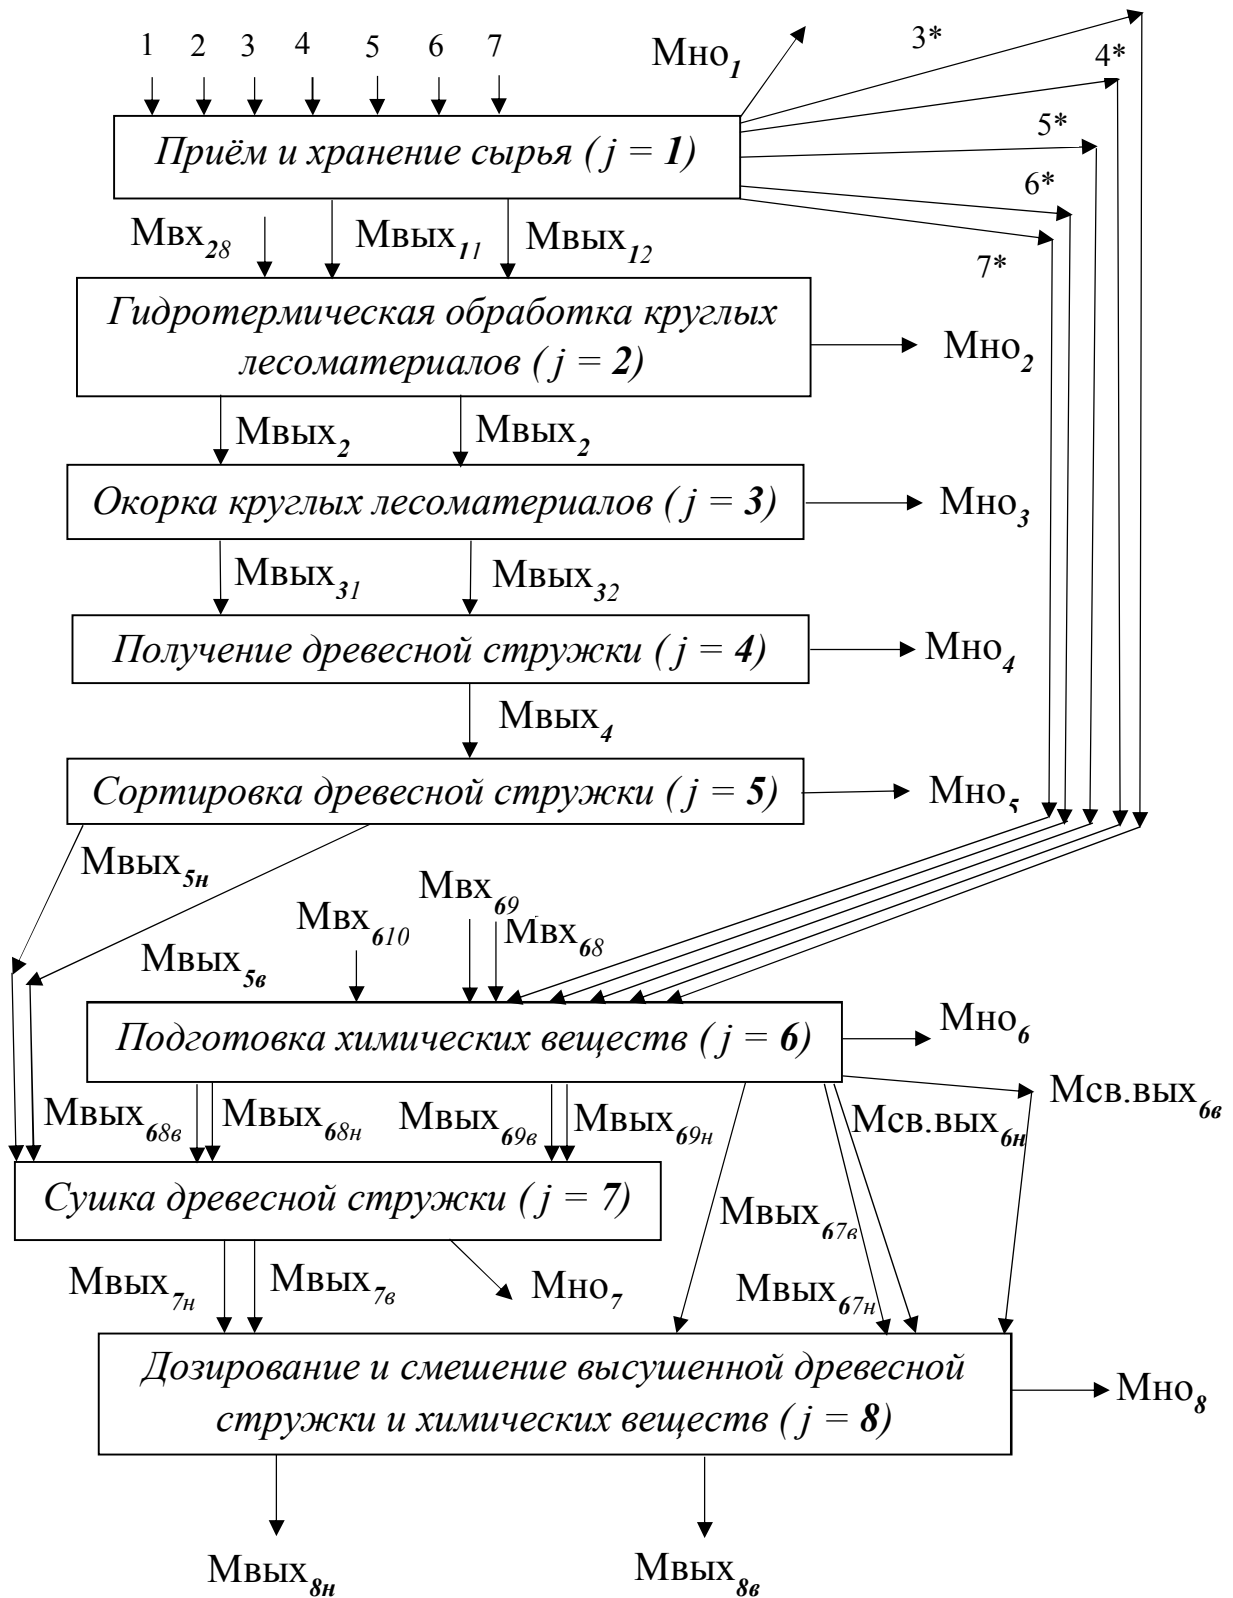 1 2 3 4 5 6 7
Мно1
3*
4*
5*
6*
7*
Приём и хранение сырья (j = 1)
Мвх28
Мвых11
Мвых12
Гидротермическая обработка круглых
лесоматериалов (j = 2)
Мно2
Мвых2
Мвых2
Окорка круглых лесоматериалов (j = 3)
Мно3
Мвых31
Мвых32
Получение древесной стружки (j = 4)
Мно4
Мвых4
Сортировка древесной стружки (j = 5)
Мно5
Мвых5н
Мвых5в
Мвх610
Мвх69
Мвх68
Подготовка химических веществ (j = 6)
Мно6
Мвых68в
Мвых68н
Мвых69в
Мвых69н
Мсв.вых6н
Мсв.вых6в
Сушка древесной стружки (j = 7)
Мвых67в
Мвых67н
Мвых7н
Мвых7в
Мно7
Дозирование и смешение высушенной древесной
стружки и химических веществ (j = 8)
Мно8
Мвых8н
Мвых8в